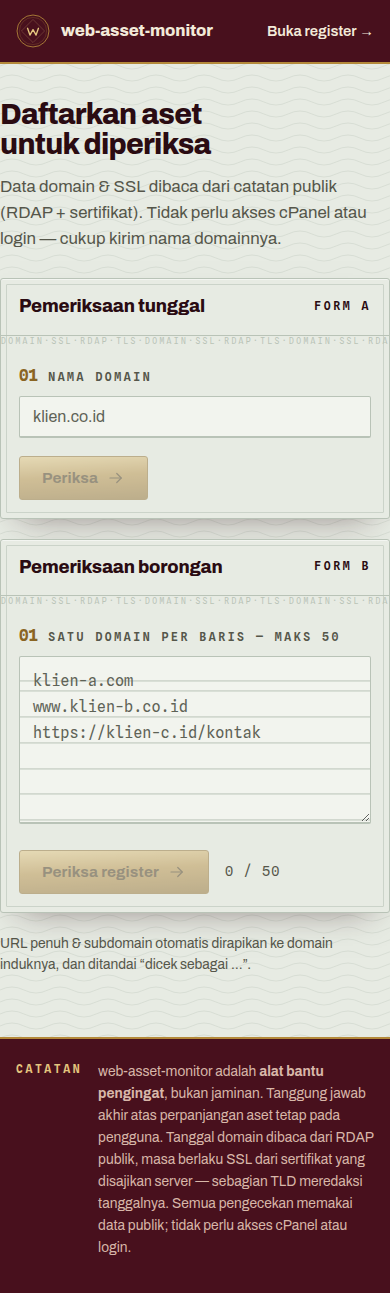 W
web-asset-monitor
Buka register →
Daftarkan aset
untuk diperiksa
Data domain & SSL dibaca dari catatan publik
(RDAP + sertifikat). Tidak perlu akses cPanel atau
login — cukup kirim nama domainnya.
Pemeriksaan tunggal
FORM A
DOMAIN·SSL·RDAP·TLS·DOMAIN·SSL·RDAP·TLS·DOMAIN·SSL·RDA
01 NAMA DOMAIN
klien.co.id
Periksa →
Pemeriksaan borongan
FORM B
DOMAIN·SSL·RDAP·TLS·DOMAIN·SSL·RDAP·TLS·DOMAIN·SSL·RDA
01 SATU DOMAIN PER BARIS — MAKS 50
klien-a.com
www.klien-b.co.id
https://klien-c.id/kontak
Periksa register →
0 / 50
URL penuh & subdomain otomatis dirapikan ke domain
induknya, dan ditandai “dicek sebagai …”.
CATATAN
web-asset-monitor adalah alat bantu
pengingat, bukan jaminan. Tanggung jawab
akhir atas perpanjangan aset tetap pada
pengguna. Tanggal domain dibaca dari RDAP
publik, masa berlaku SSL dari sertifikat yang
disajikan server — sebagian TLD meredaksi
tanggalnya. Semua pengecekan memakai
data publik; tidak perlu akses cPanel atau
login.